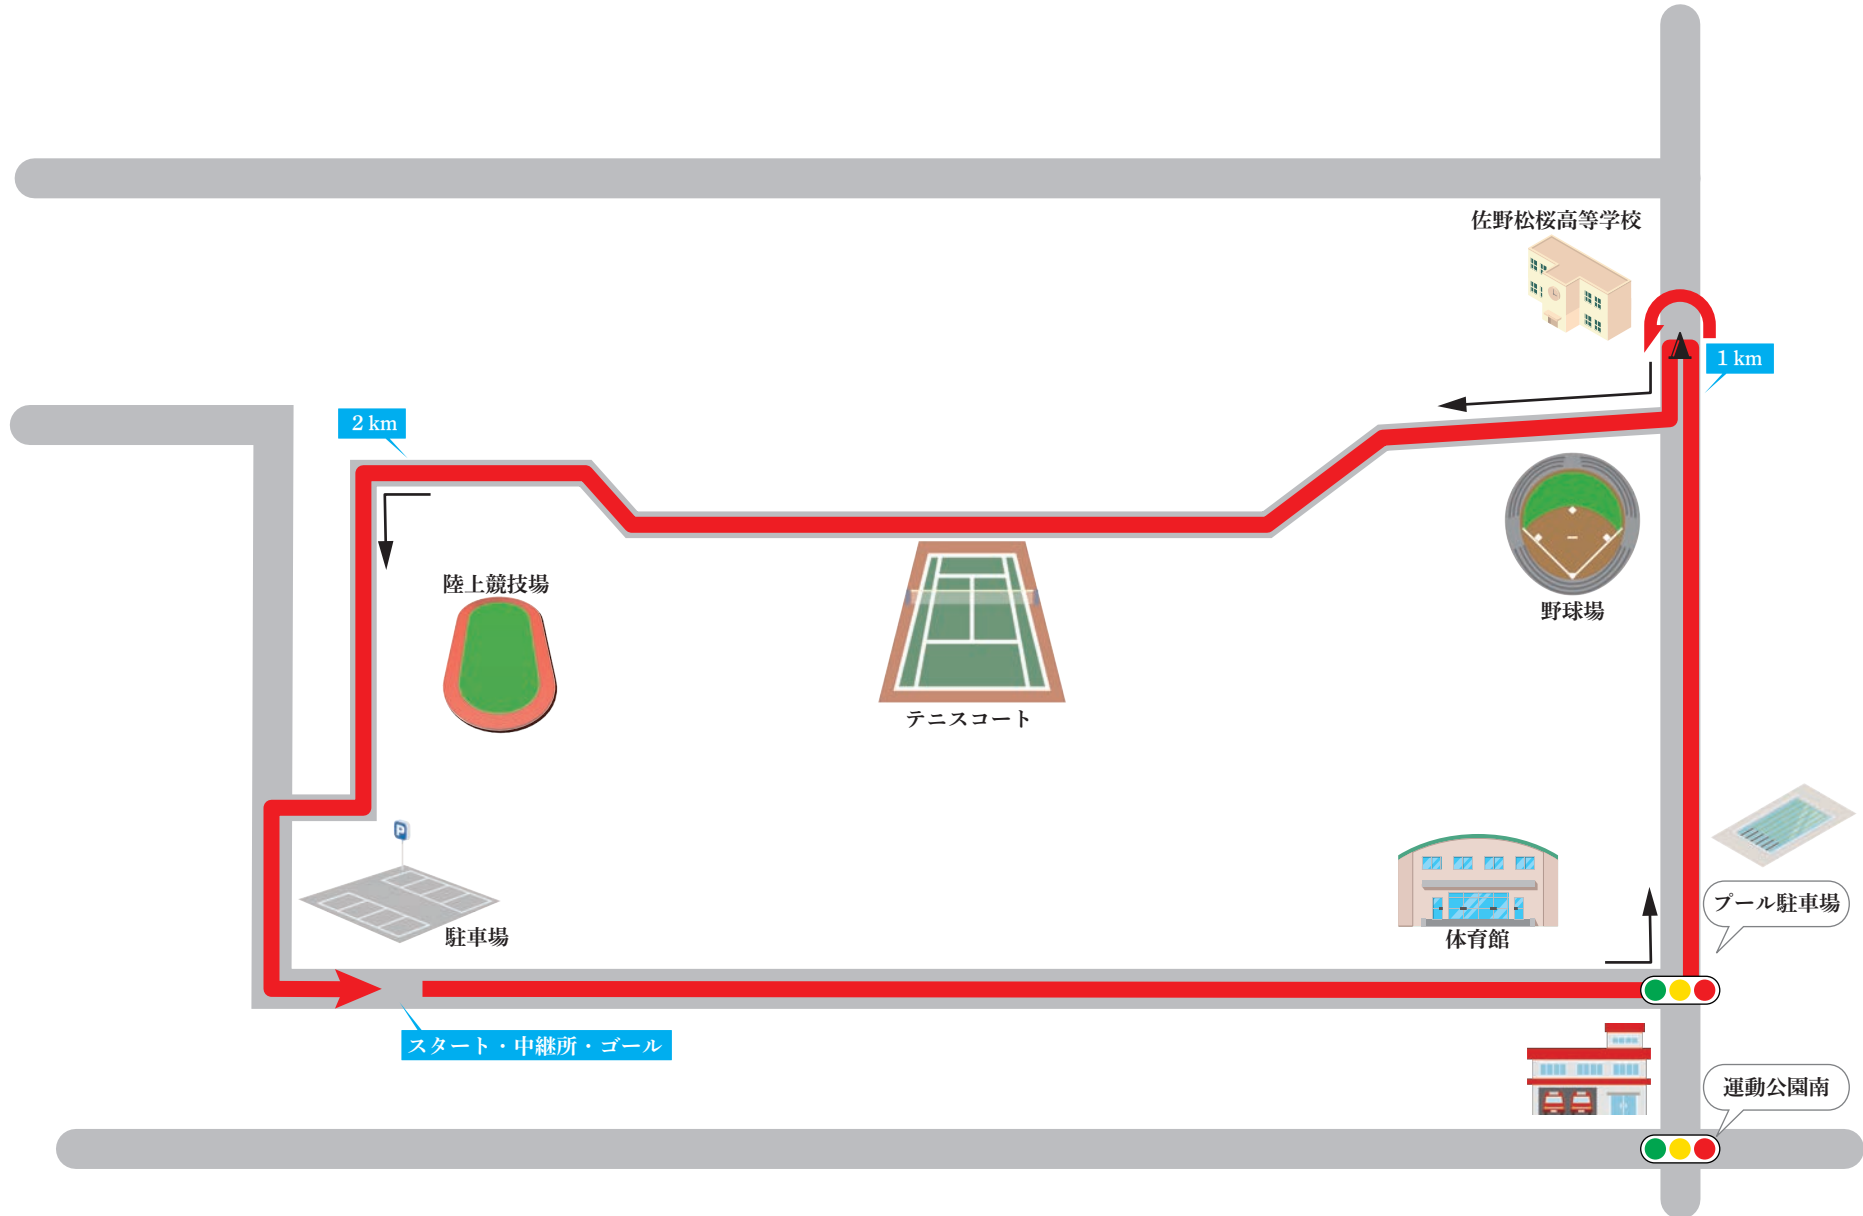 佐野松桜高等学校
1 km
2 km
陸上競技場
野球場
テニスコート
P
プール駐車場
駐車場
体育館
スタート・中継所・ゴール
運動公園南